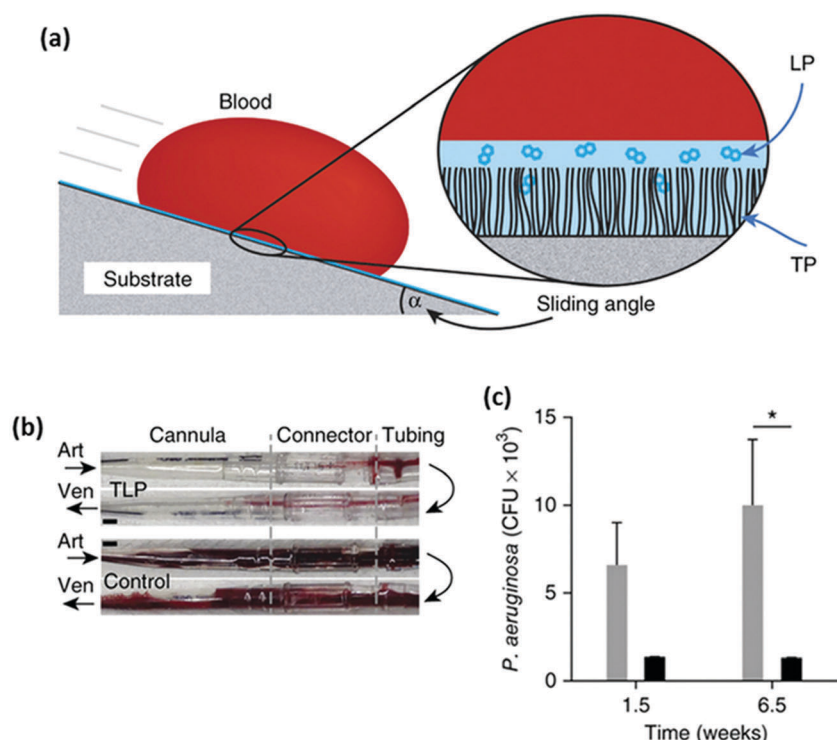 (a)
Blood
LP
Substrate
TP
α
Sliding angle
(b)
Cannula
Connector
Tubing
Art
TLP
Ven
Art
Control
Ven
(c)
15
*
10
5
0
P. aeruginosa (CFU × 10³)
1.5
6.5
Time (weeks)